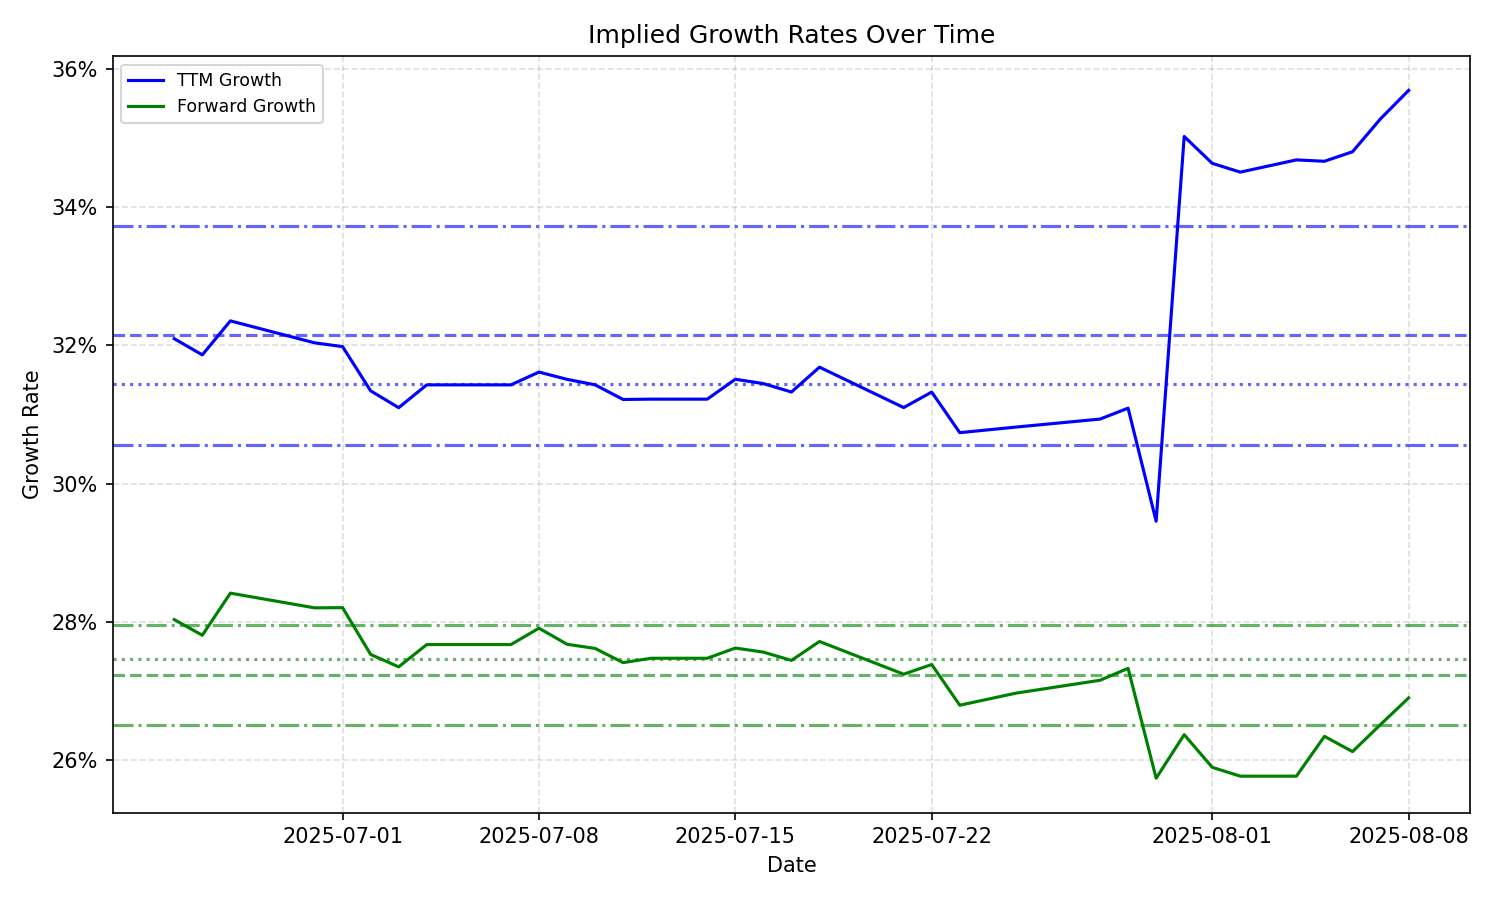 Implied Growth Rates Over Time
TTM Growth
Forward Growth
36%
34%
32%
30%
28%
26%
Growth Rate
2025-07-01
2025-07-08
2025-07-15
2025-07-22
2025-08-01
2025-08-08
Date